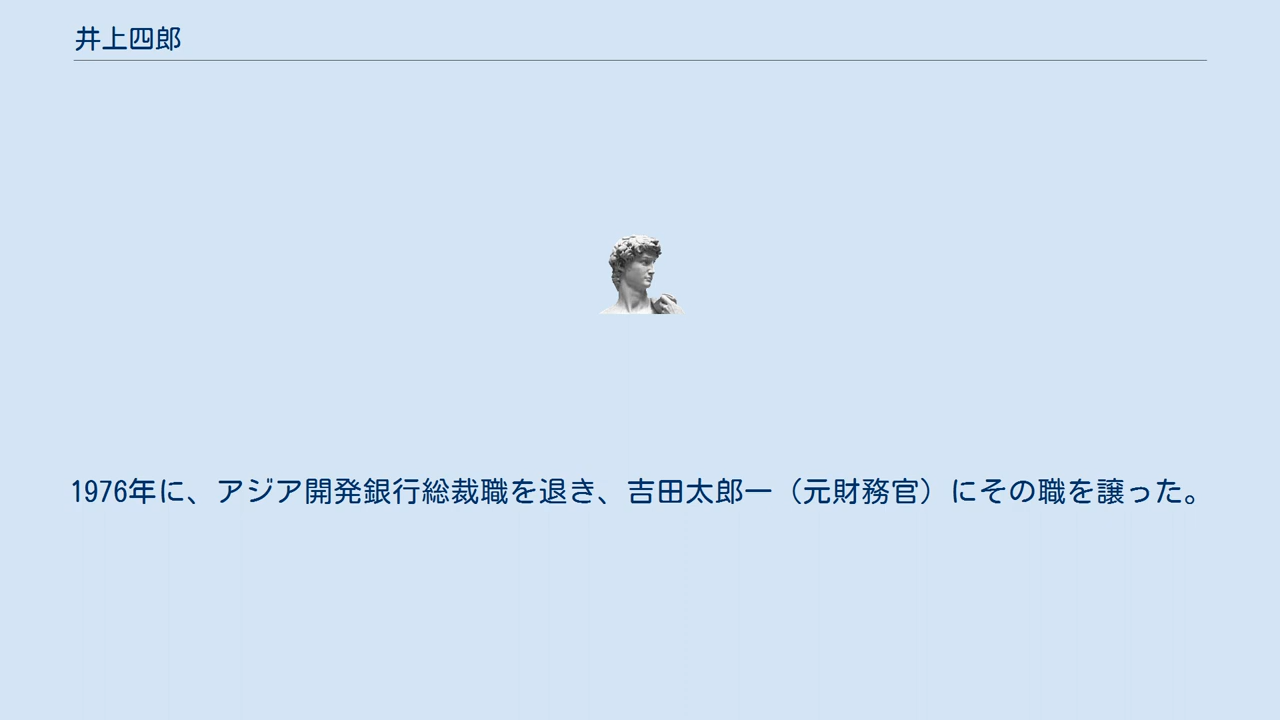 井上四郎
1976年に、アジア開発銀行総裁職を退き、吉田太郎一（元財務官）にその職を譲った。